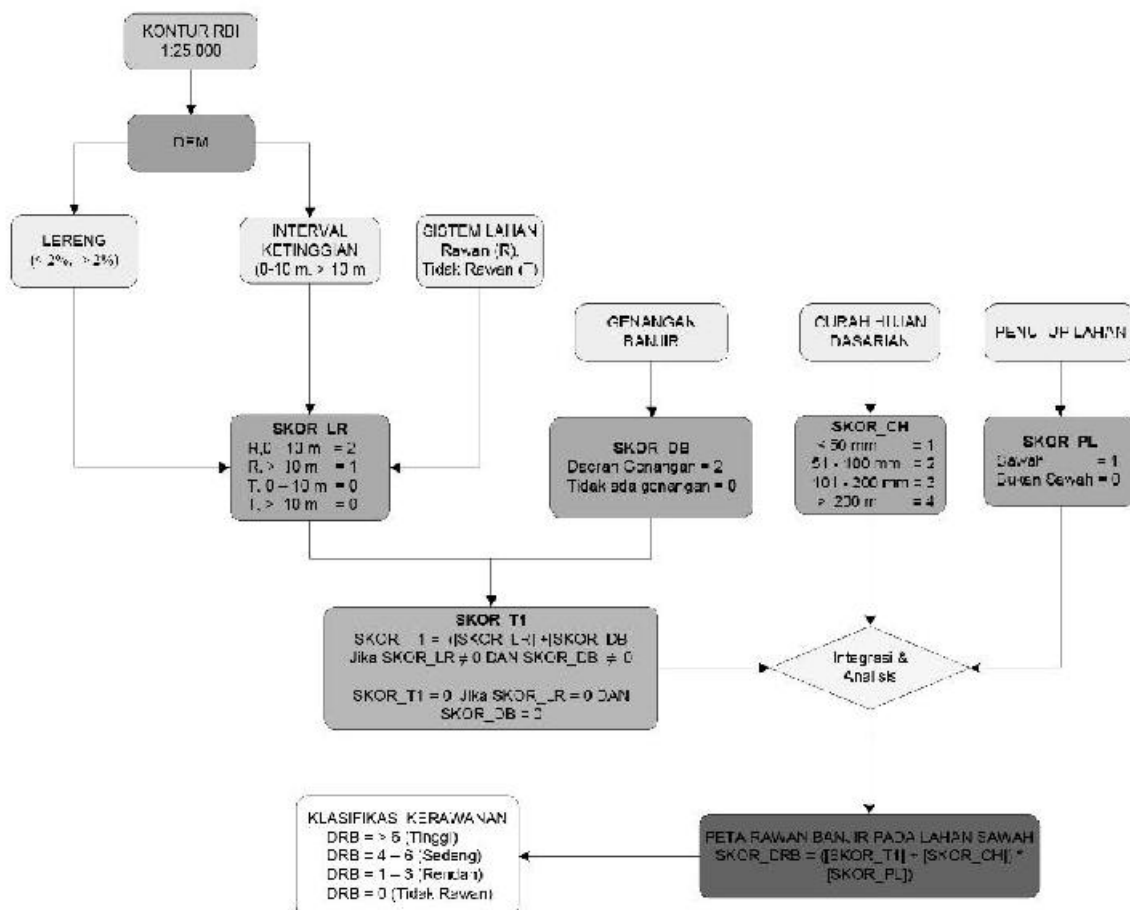 KONTUR RBI
1:25.000
DEM
LERENG
(< 2%, > 2%)
INTERVAL
KETINGGIAN
(0-10 m, > 10 m
SISTEM LAHAN
Rawan (R),
Tidak Rawan (T)
GENANGAN
BANJIR
CURAH HUJAN
DASARIAN
PENUTUP LAHAN
SKOR_LR
R,0 - 10 m = 2
R, > 10 m = 1
T, 0 – 10 m = 0
T, > 10 m = 0
SKOR_DB
Daerah Genangan = 2
Tidak ada genangan = 0
SKOR_CH
< 50 mm = 1
51 - 100 mm = 2
101 - 200 mm = 3
> 200 m = 4
SKOR_PL
Sawah = 1
Bukan Sawah = 0
SKOR_T1
SKOR_T1 = ([SKOR_LR] +[SKOR_DB
Jika SKOR_LR ≠ 0 DAN SKOR_DB ≠ 0
SKOR_T1 = 0 Jika SKOR_LR = 0 DAN
SKOR_DB = 0
Integrasi &
Analisis
KLASIFIKASI KERAWANAN
DRB = > 6 (Tinggi)
DRB = 4 – 6 (Sedang)
DRB = 1 – 3 (Rendah)
DRB = 0 (Tidak Rawan)
PETA RAWAN BANJIR PADA LAHAN SAWAH
SKOR_DRB = ([SKOR_T1] + [SKOR_CH]) *
[SKOR_PL])